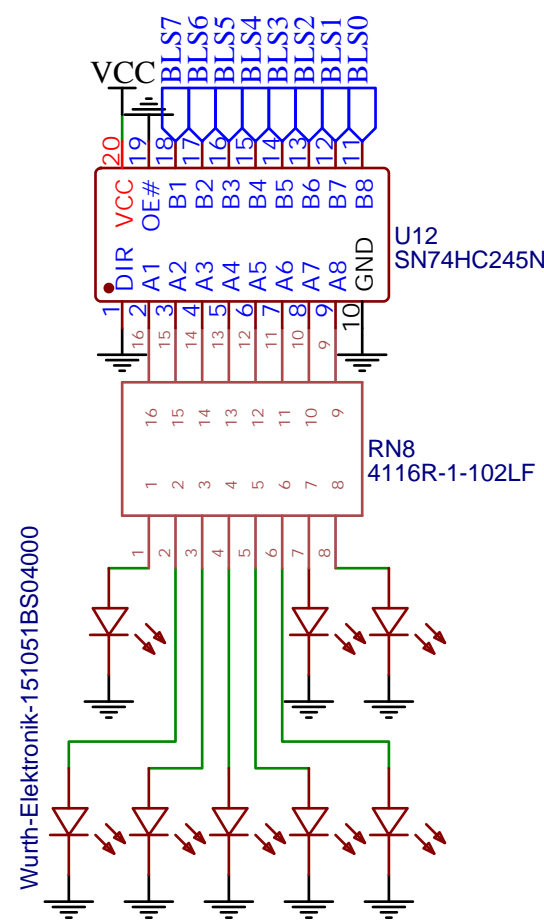 BLS7 BLS6 BLS5 BLS4 BLS3 BLS2 BLS1 BLS0
VCC
20 19 18 17 16 15 14 13 12 11
VCC OE# B1 B2 B3 B4 B5 B6 B7 B8
U12
SN74HC245N
DIR A1 A2 A3 A4 A5 A6 A7 A8 GND
1 2 3 4 5 6 7 8 9 10
16 15 14 13 12 11 10 9
16 15 14 13 12 11 10 9
RN8
4116R-1-102LF
1 2 3 4 5 6 7 8
1 2 3 4 5 6 7 8
Wurth-Elektronik-151051BS04000